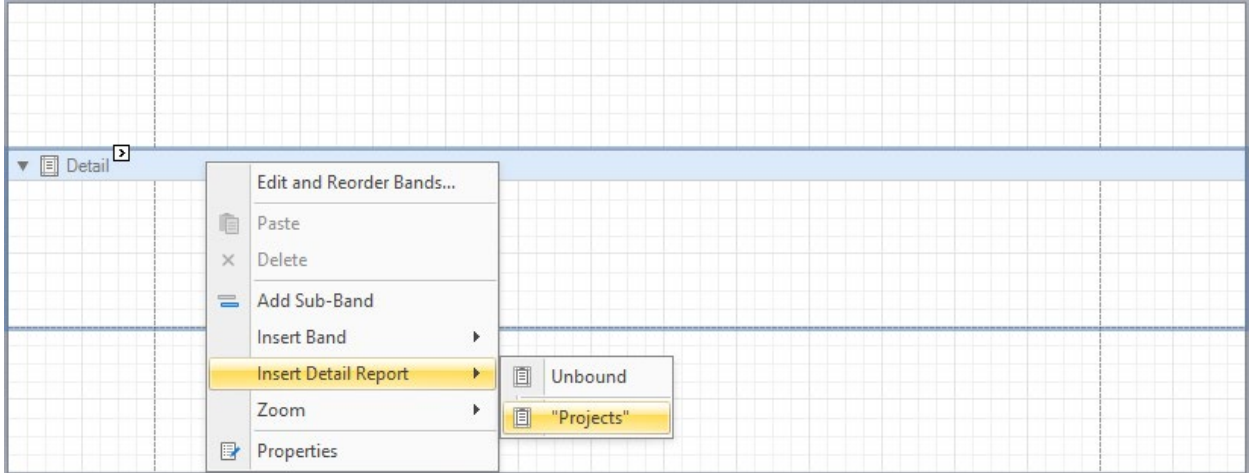 Detail
Edit and Reorder Bands...
Paste
Delete
Add Sub-Band
Insert Band
Insert Detail Report
Unbound
Zoom
"Projects"
Properties